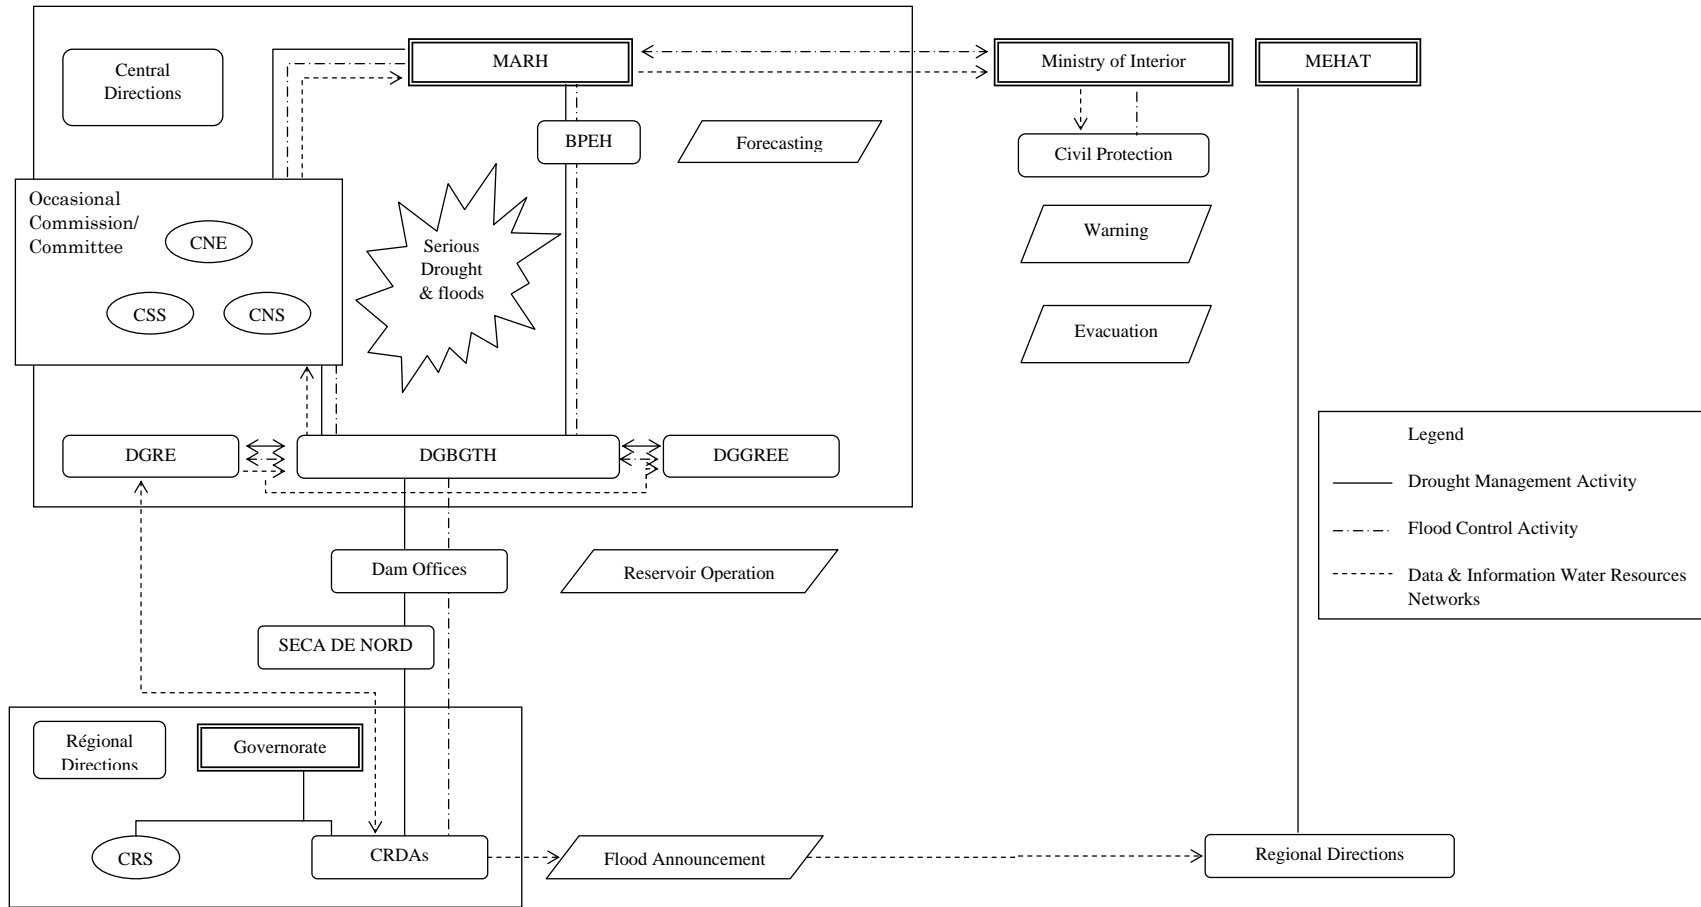 MARH
Ministry of Interior
MEHAT
Central
Directions
BPEH
Forecasting
Civil Protection
Occasional
Commission/
Committee
CNE
CSS
CNS
Serious
Drought
& floods
Warning
Evacuation
DGRE
DGBGTH
DGGREE
Legend
Drought Management Activity
Flood Control Activity
Data & Information Water Resources
Networks
Dam Offices
Reservoir Operation
SECA DE NORD
Régional
Directions
Governorate
CRS
CRDAs
Flood Announcement
Regional Directions